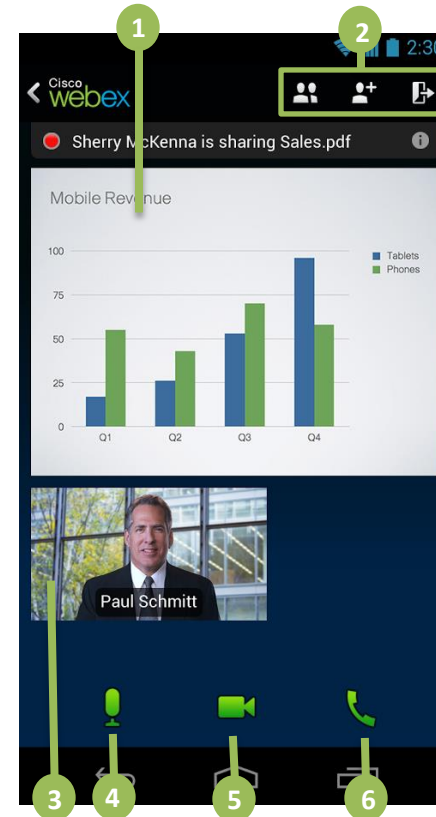 1
2
2:30
Cisco
webex
Sherry McKenna is sharing Sales.pdf
Mobile Revenue
100
75
50
25
0
Tablets
Phones
Q1 Q2 Q3 Q4
Paul Schmitt
3
4
5
6